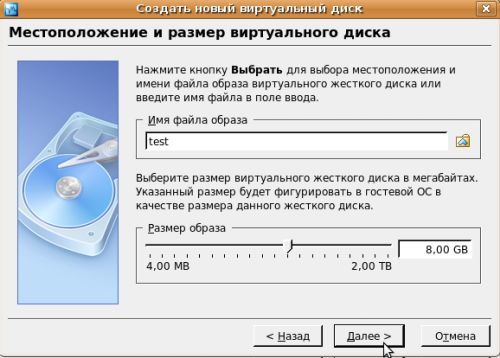 Создать новый виртуальный диск
Местоположение и размер виртуального диска
Нажмите кнопку Выбрать для выбора местоположения и
имени файла образа виртуального жесткого диска или
введите имя файла в поле ввода.
Имя файла образа
test
Выберите размер виртуального жесткого диска в мегабайтах.
Указанный размер будет фигурировать в гостевой ОС в
качестве размера данного жесткого диска.
Размер образа
8,00 GB
4,00 MB 2,00 TB
< Назад Далее > Отмена